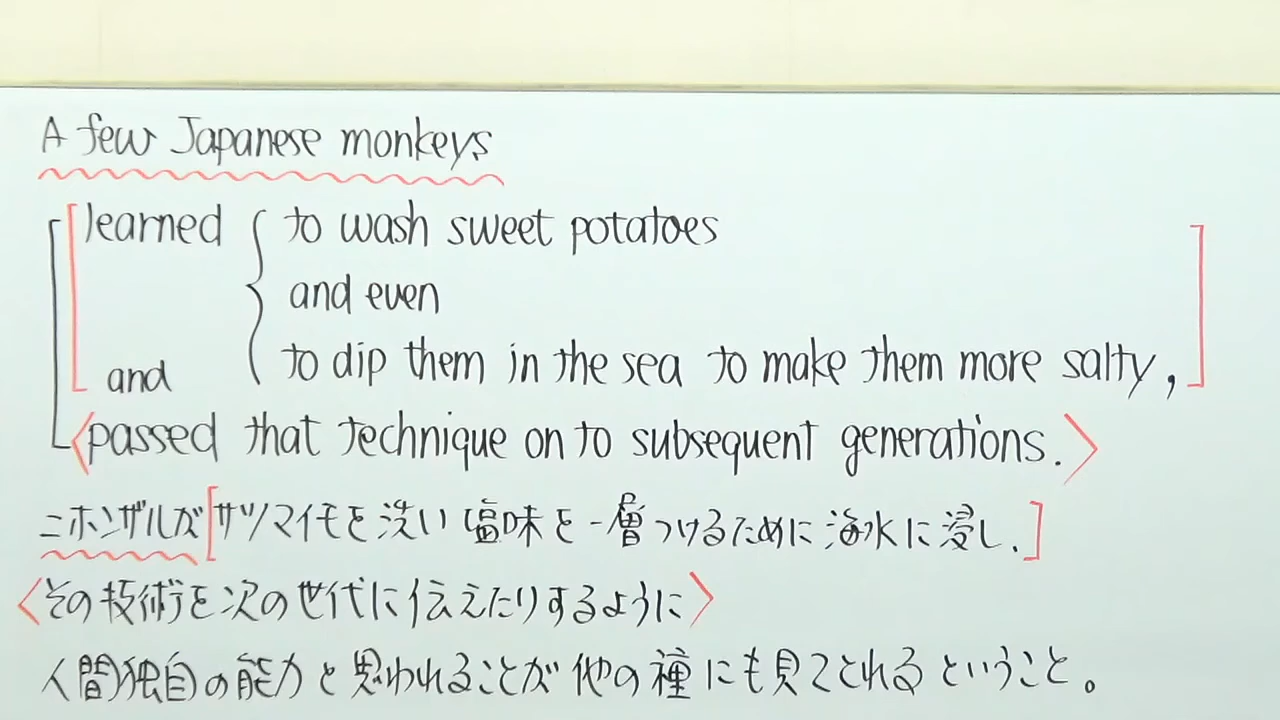 A few Japanese monkeys
learned to wash sweet potatoes
and even
and to dip them in the sea to make them more salty,
passed that technique on to subsequent generations.
ニホンザルが[サツマイモを洗い塩味を一層つけるために海水に浸し、]
〈その技術を次の世代に伝えたりするように〉
人間独自の能力と思われることが他の種にも見てとれるということ。